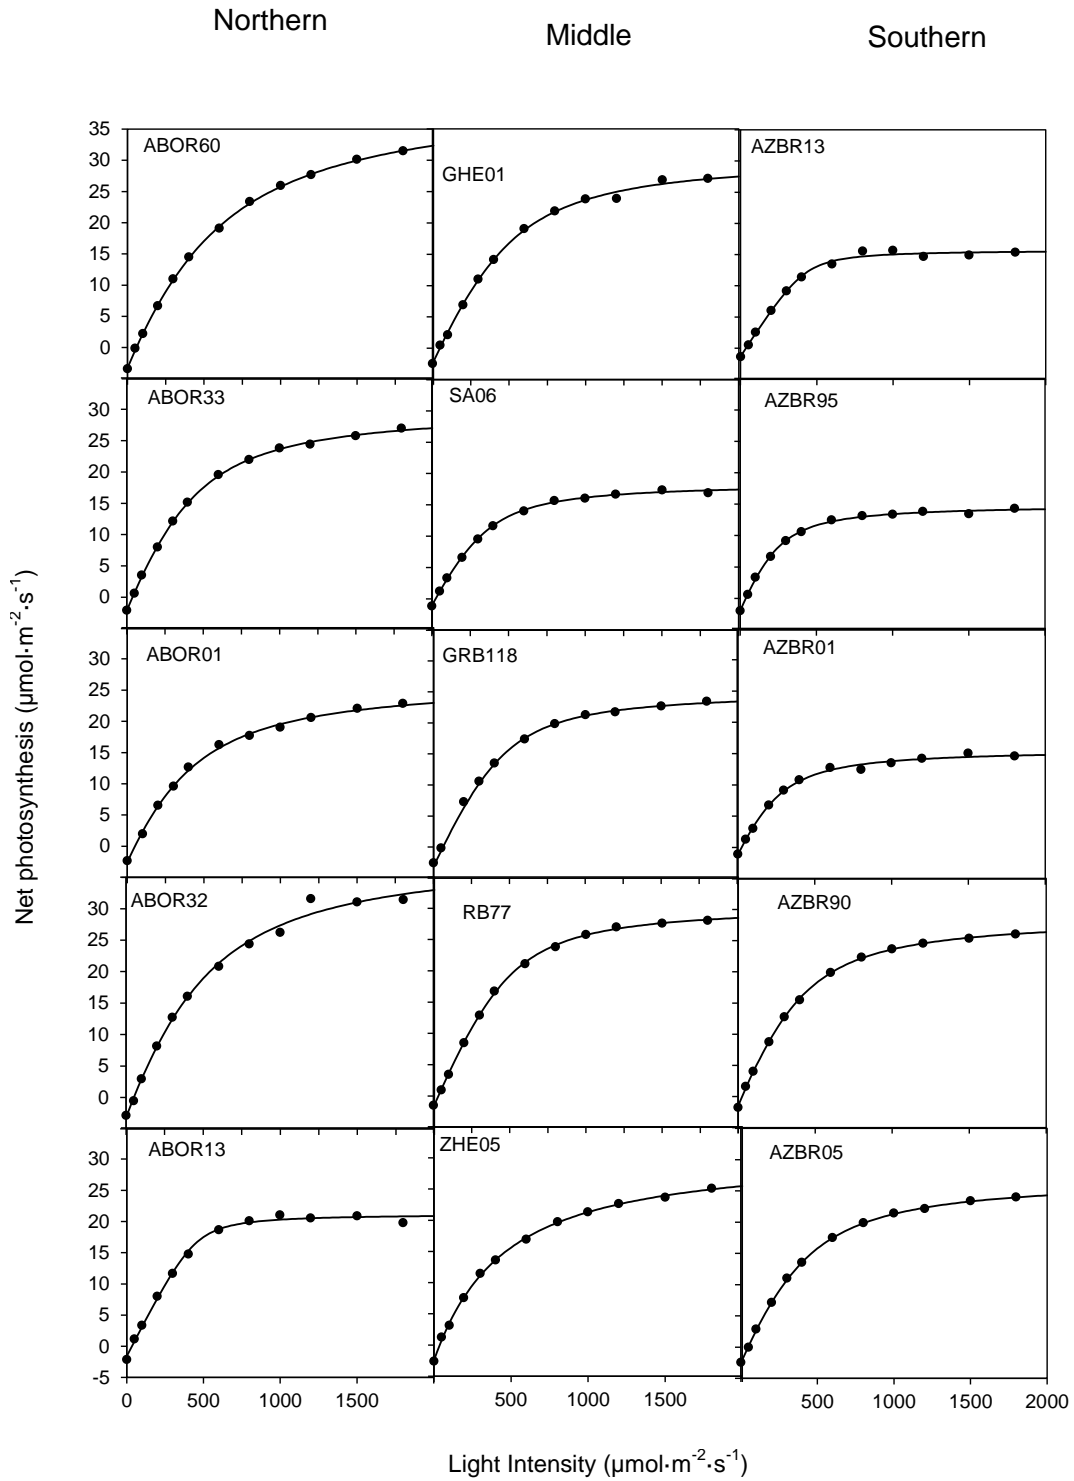 Northern
Middle
Southern
35
30
25
20
15
10
5
0
ABOR60
GHE01
AZBR13
30
25
20
15
10
5
0
ABOR33
SA06
AZBR95
30
25
20
15
10
5
0
ABOR01
GRB118
AZBR01
30
25
20
15
10
5
0
ABOR32
RB77
AZBR90
30
25
20
15
10
5
0
-5
ABOR13
ZHE05
AZBR05
0 500 1000 1500 500 1000 1500 500 1000 1500 2000
Net photosynthesis (µmol·m⁻²·s⁻¹)
Light Intensity (µmol·m⁻²·s⁻¹)